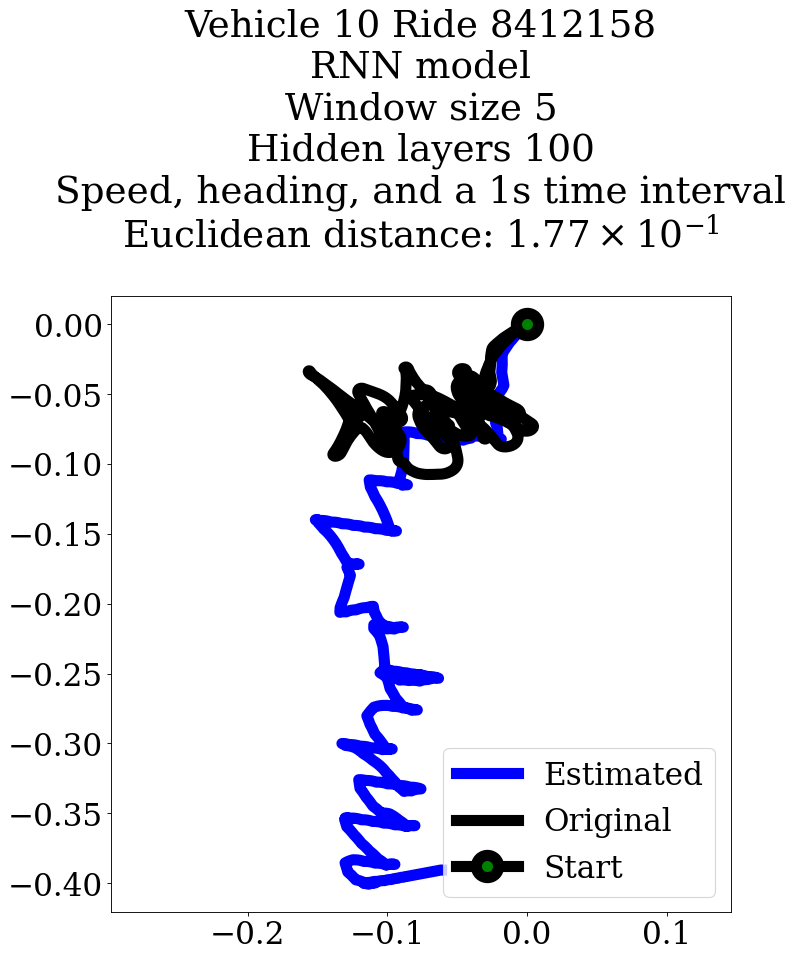 Vehicle 10 Ride 8412158
RNN model
Window size 5
Hidden layers 100
Speed, heading, and a 1s time interval
Euclidean distance: 1.77 × 10⁻¹
0.00
−0.05
−0.10
−0.15
−0.20
−0.25
−0.30
−0.35
−0.40
Estimated
Original
Start
−0.2 −0.1 0.0 0.1